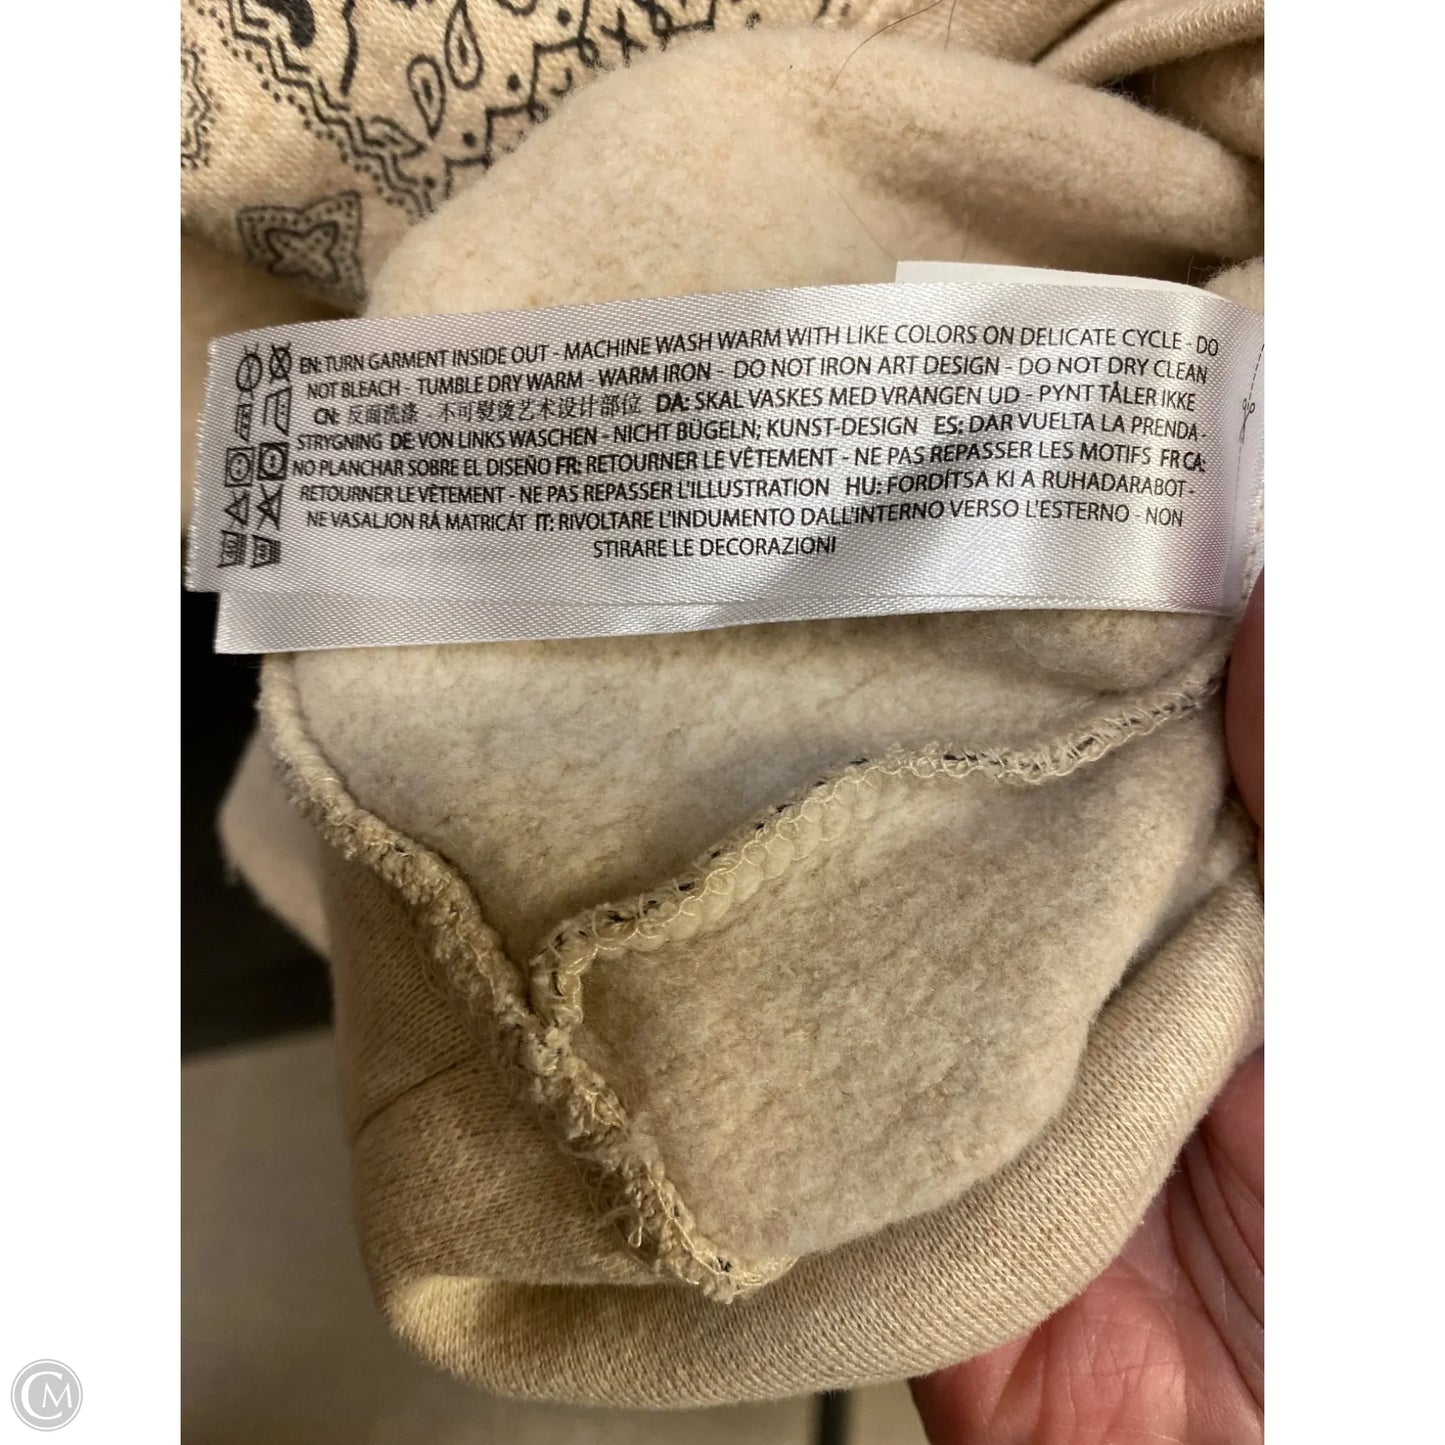 EN: TURN GARMENT INSIDE OUT - MACHINE WASH WARM WITH LIKE COLORS ON DELICATE CYCLE - DO
NOT BLEACH - TUMBLE DRY WARM - WARM IRON - DO NOT IRON ART DESIGN - DO NOT DRY CLEAN
CN: 反面洗涤 - 不可熨烫艺术设计部位 DA: SKAL VASKES MED VRANGEN UD - PYNT TÅLER IKKE
STRYGNING DE: VON LINKS WASCHEN - NICHT BÜGELN; KUNST-DESIGN ES: DAR VUELTA LA PRENDA -
NO PLANCHAR SOBRE EL DISEÑO FR: RETOURNER LE VÊTEMENT - NE PAS REPASSER LES MOTIFS FR CA:
RETOURNER LE VÊTEMENT - NE PAS REPASSER L'ILLUSTRATION HU: FORDÍTSA KI A RUHADARABOT -
NE VASALJON RÁ MATRICÁT IT: RIVOLTARE L'INDUMENTO DALL'INTERNO VERSO L'ESTERNO - NON
STIRARE LE DECORAZIONI
CM